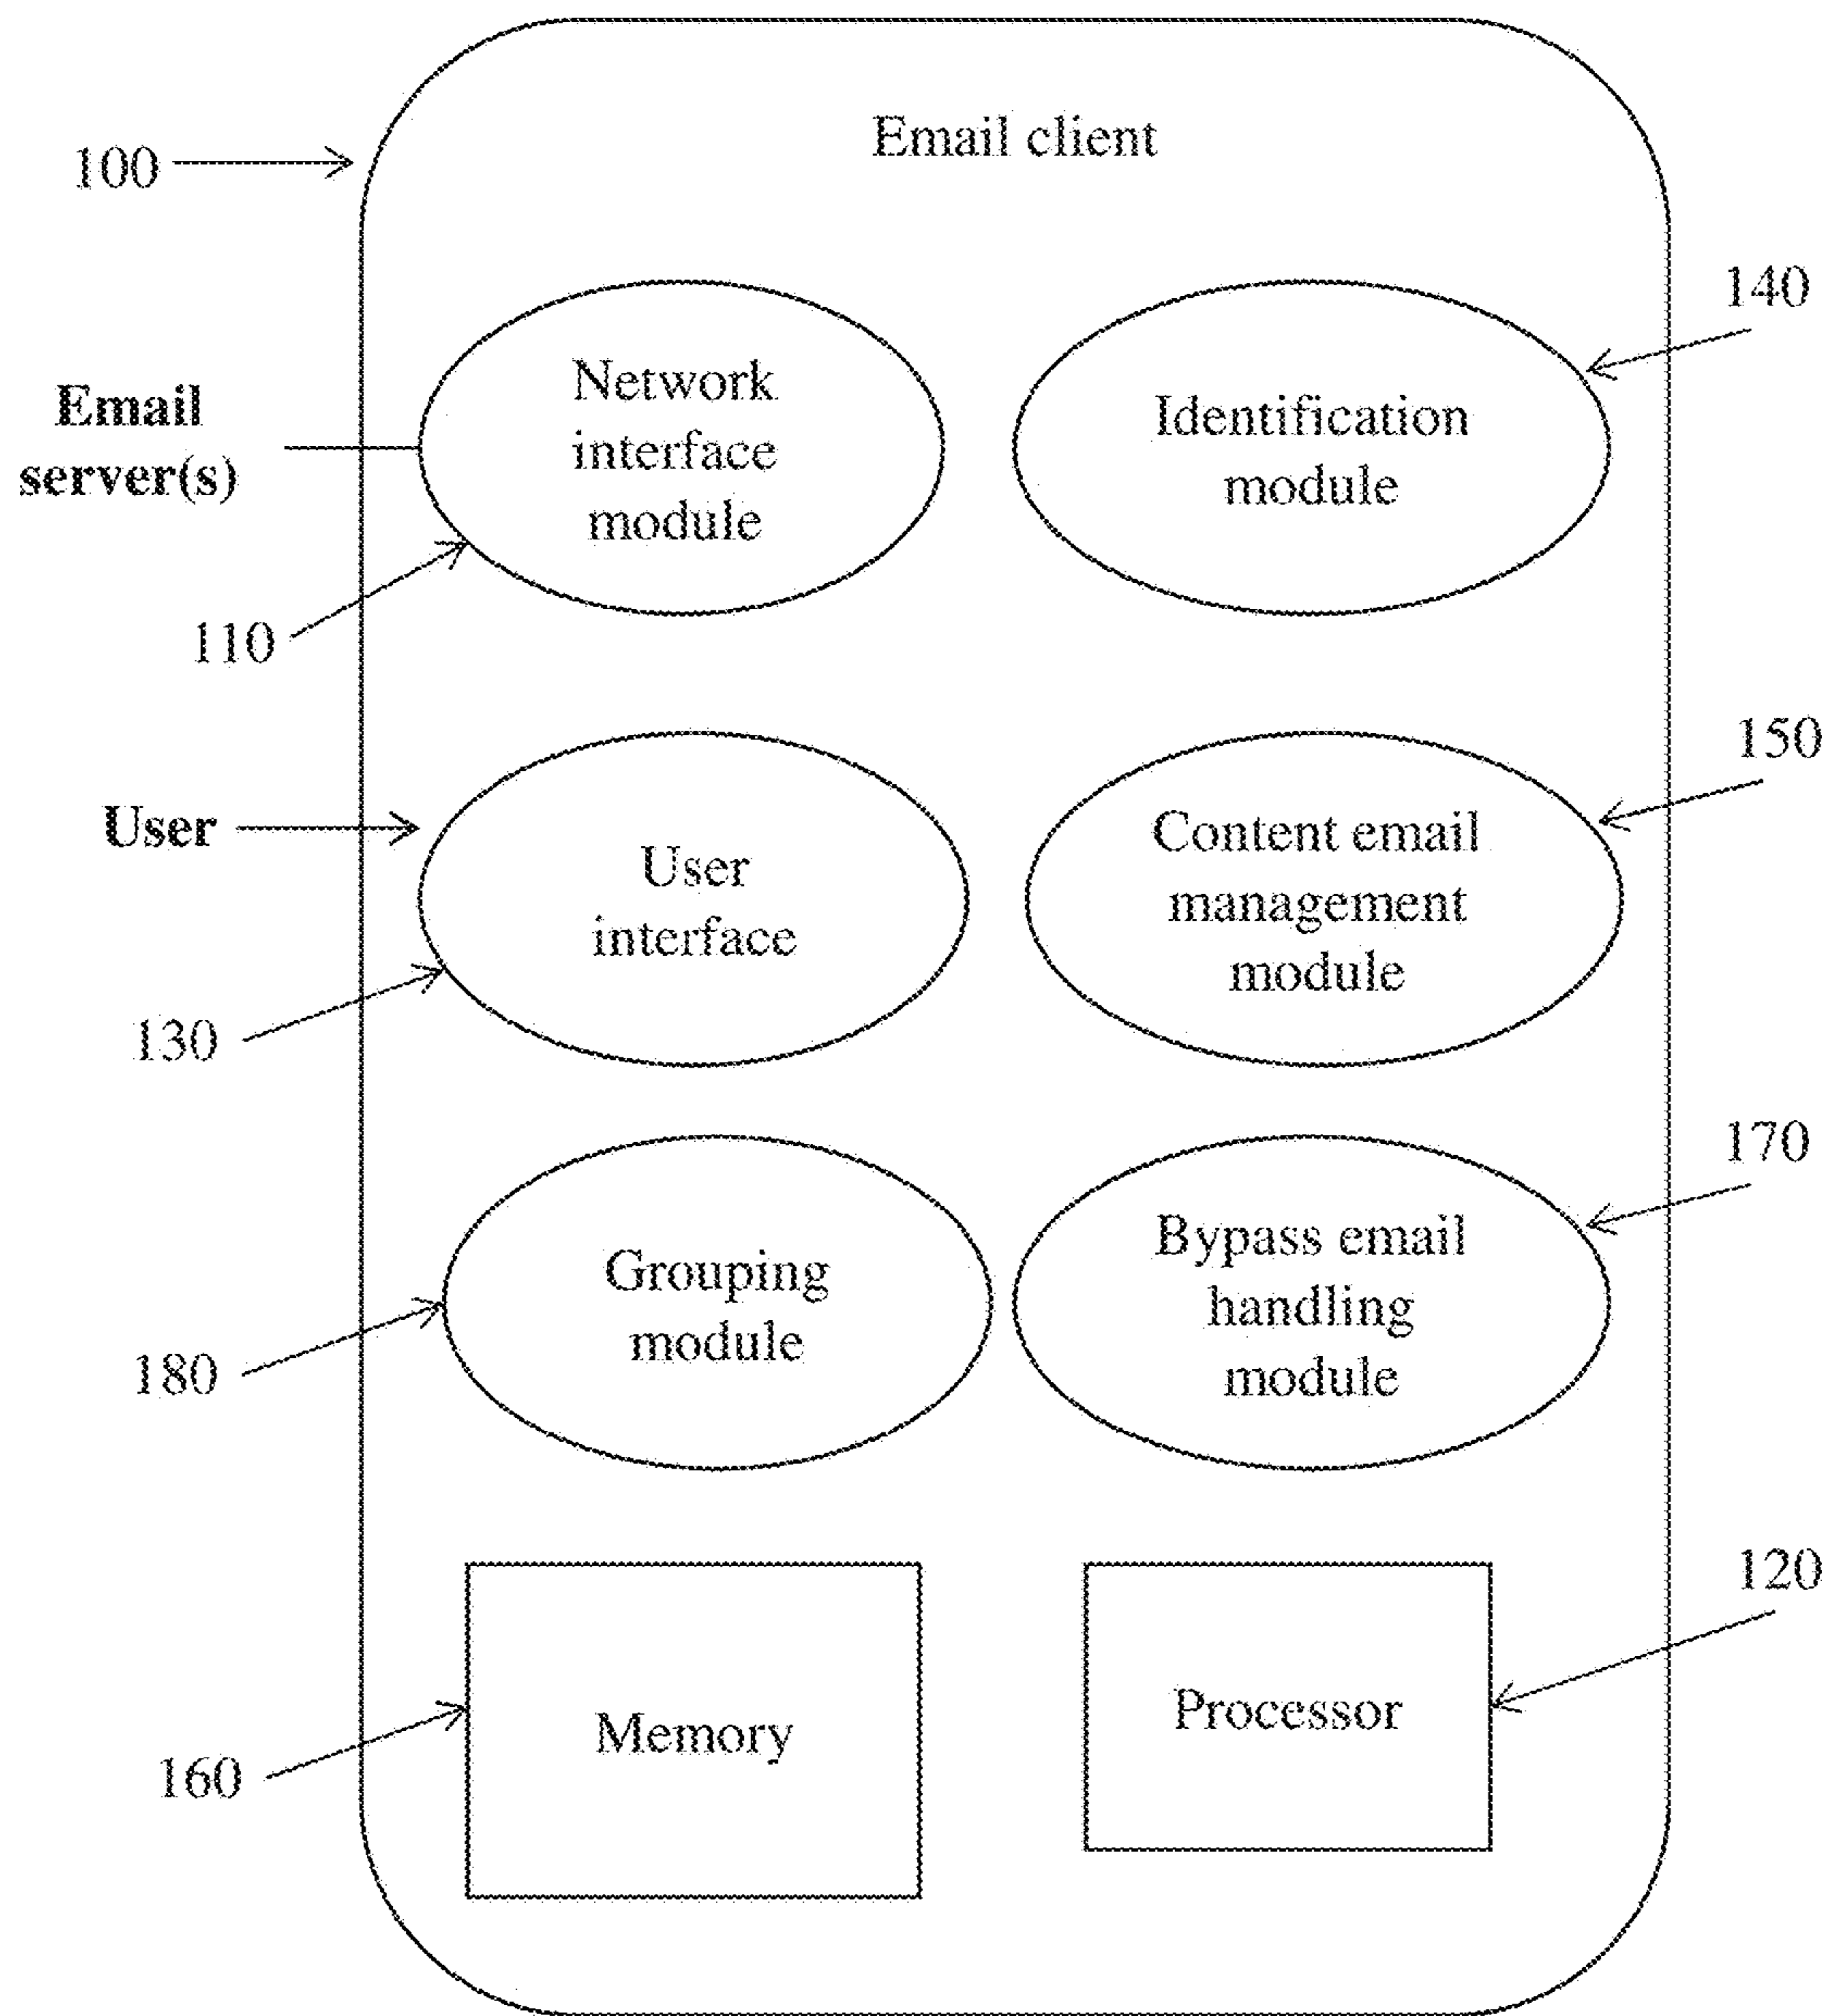 Email client
100
140
Network
interface
module
Identification
module
Email
server(s)
110
150
User
User
interface
Content email
management
module
130
170
Grouping
module
Bypass email
handling
module
180
120
Memory
Processor
160